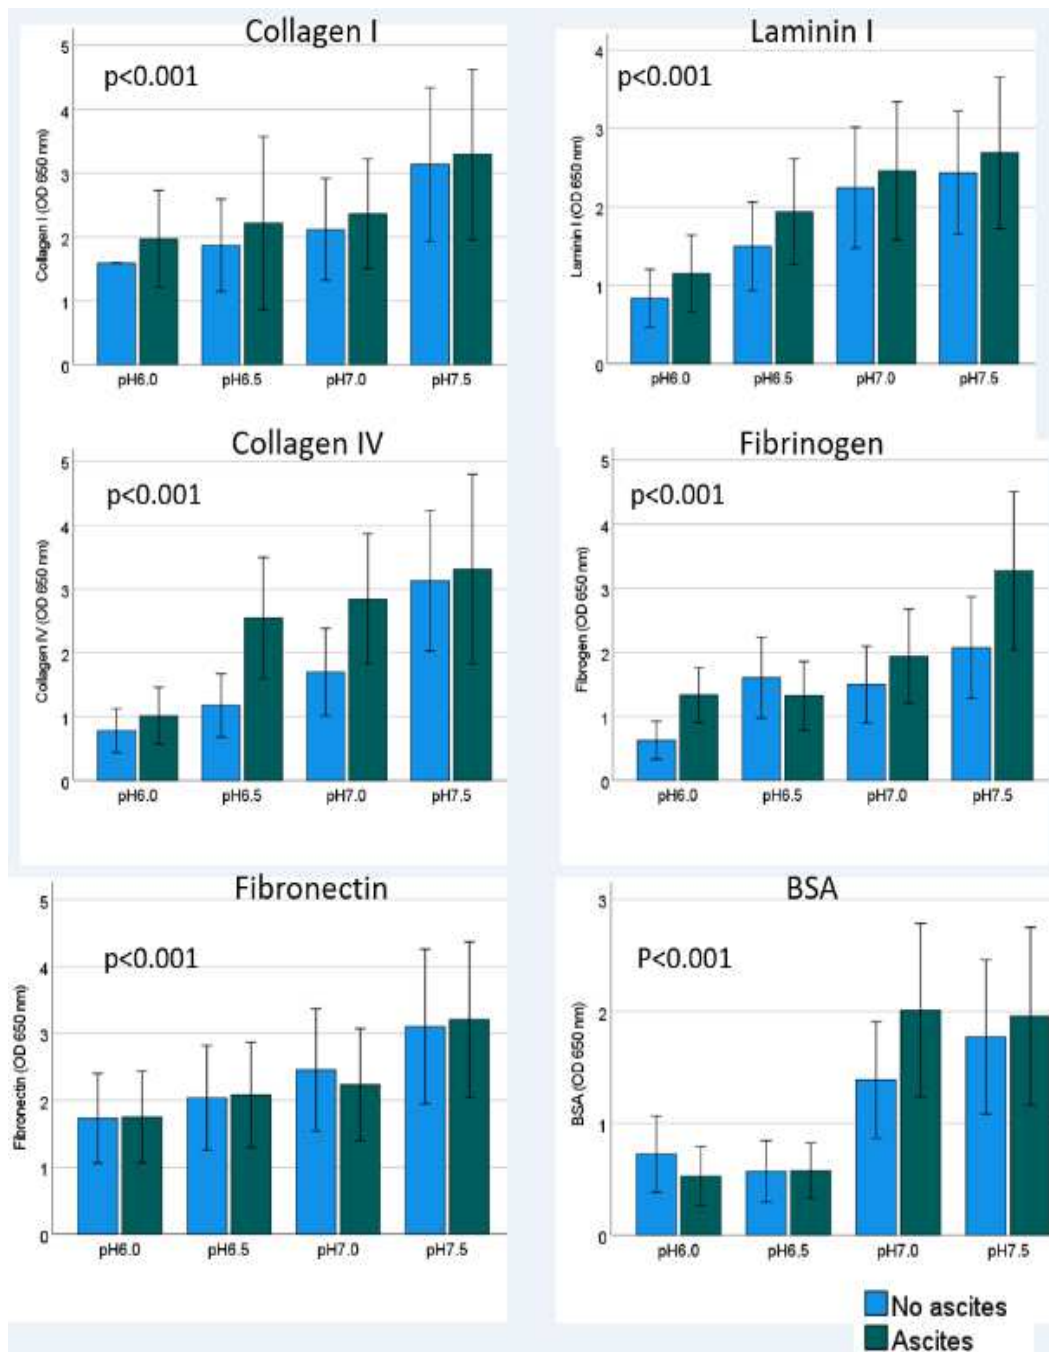 Collagen I
p<0.001
Collagen I (OD 650 nm)
5
4
3
2
1
0
pH6.0 pH6.5 pH7.0 pH7.5
Laminin I
p<0.001
Laminin I (OD 650 nm)
4
3
2
1
0
pH6.0 pH6.5 pH7.0 pH7.5
Collagen IV
p<0.001
Collagen IV (OD 650 nm)
5
4
3
2
1
0
pH6.0 pH6.5 pH7.0 pH7.5
Fibrinogen
p<0.001
Fibrogen (OD 650 nm)
5
4
3
2
1
0
pH6.0 pH6.5 pH7.0 pH7.5
Fibronectin
p<0.001
Fibronectin (OD 650 nm)
5
4
3
2
1
0
pH6.0 pH6.5 pH7.0 pH7.5
BSA
P<0.001
BSA (OD 650 nm)
3
2
1
0
pH6.0 pH6.5 pH7.0 pH7.5
No ascites
Ascites